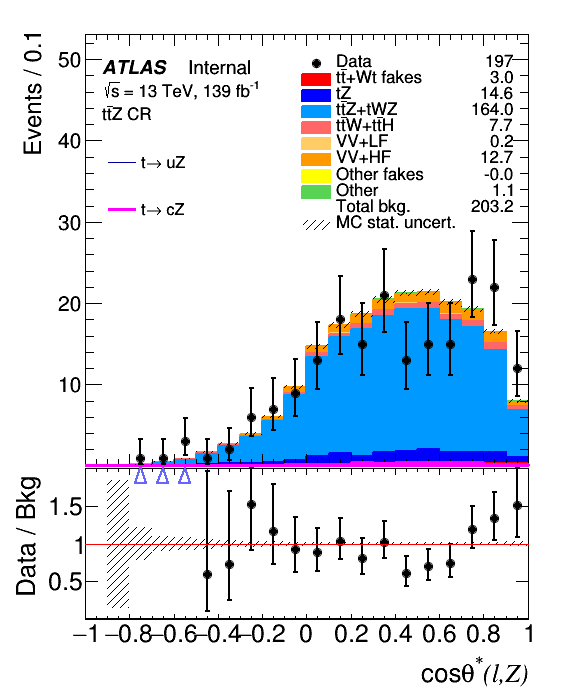 Events / 0.1
50
40
30
20
10
ATLAS Internal
√s = 13 TeV, 139 fb⁻¹
tt̄Z CR
t→ uZ
t→ cZ
Data 197
tt̄+Wt fakes 3.0
tZ 14.6
tt̄Z+tWZ 164.0
tt̄W+tt̄H 7.7
VV+LF 0.2
VV+HF 12.7
Other fakes -0.0
Other 1.1
Total bkg. 203.2
MC stat. uncert.
Data / Bkg
1.5
1
0.5
−1 −0.8 −0.6 −0.4 −0.2 0 0.2 0.4 0.6 0.8 1
cosθ*(l,Z)